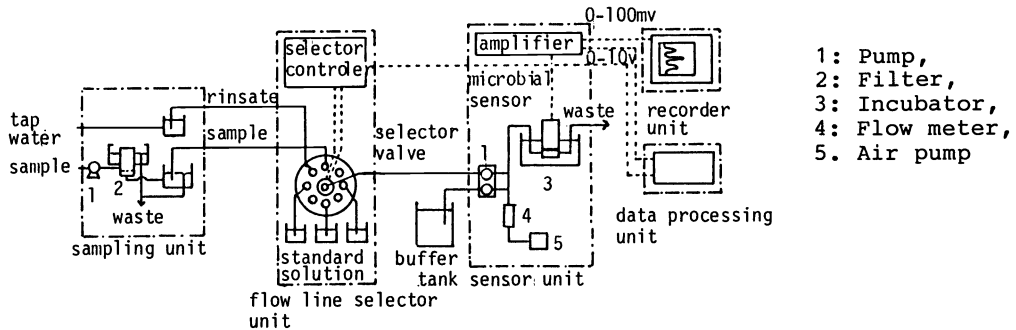 0-100mv
selector
controler
amplifier
0-10v
microbial
sensor
waste
recorder
unit
rinsate
tap
water
sample
selector
valve
sample
1
2
waste
1
3
4
5
sampling unit
standard
solution
buffer
tank
sensor unit
data processing
unit
flow line selector
unit
1: Pump,
2: Filter,
3: Incubator,
4: Flow meter,
5. Air pump